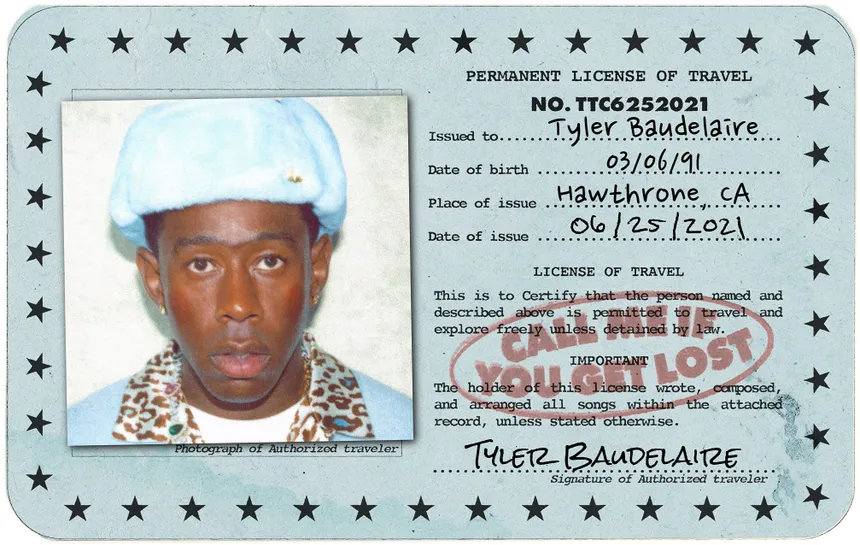 PERMANENT LICENSE OF TRAVEL
NO. TTC6252021
Issued to.......Tyler Baudelaire
Date of birth .......03/06/91
Place of issue Hawthrone, CA
Date of issue ....06/25/2021
LICENSE OF TRAVEL
This is to Certify that the person named and
described above is permitted to travel and
explore freely unless detained by law.
CALL ME IF
YOU GET LOST
IMPORTANT
The holder of this license wrote, composed,
and arranged all songs within the attached
record, unless stated otherwise.
TYLER BAUDELAIRE
Signature of Authorized traveler
Photograph of Authorized traveler